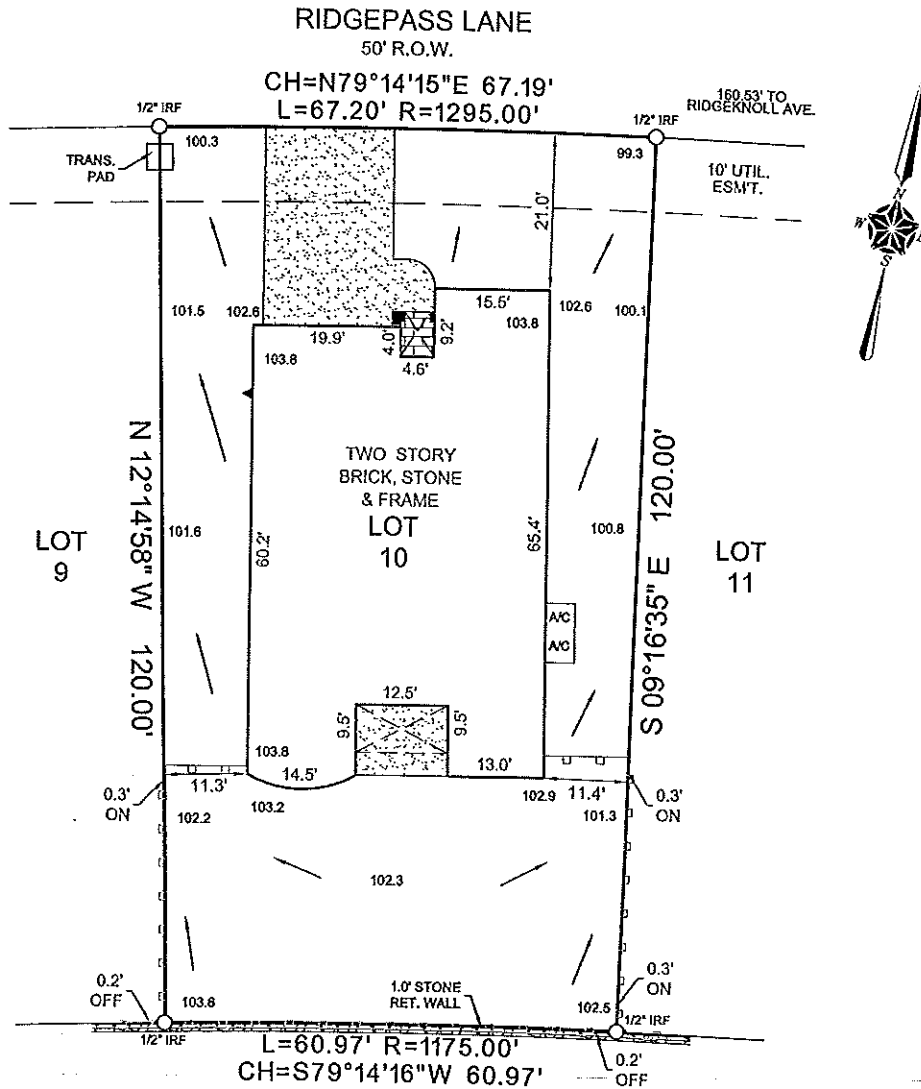 RIDGEPASS LANE
50' R.O.W.
CH=N79°14'15"E 67.19'
L=67.20' R=1295.00'
160.53' TO
RIDGEKNOLL AVE.
1/2" IRF
1/2" IRF
TRANS.
PAD
100.3
99.3
10' UTIL.
ESM'T.
N
W
E
S
21.0'
101.5
102.6
15.5'
103.8
102.6
100.1
19.9'
4.0'
9.2'
103.8
4.6'
N 12°14'58" W 120.00'
TWO STORY
BRICK, STONE
& FRAME
LOT
10
LOT
9
101.6
60.2'
65.4'
100.8
S 09°16'35" E 120.00'
LOT
11
A/C
A/C
12.5'
9.5'
9.5'
103.8
14.5'
13.0'
11.3'
103.2
102.9
11.4'
0.3'
ON
102.2
101.3
0.3'
ON
102.3
0.2'
OFF
103.8
1.0' STONE
RET. WALL
102.5
0.3'
ON
1/2" IRF
1/2" IRF
L=60.97' R=1175.00'
CH=S79°14'16"W 60.97'
0.2'
OFF